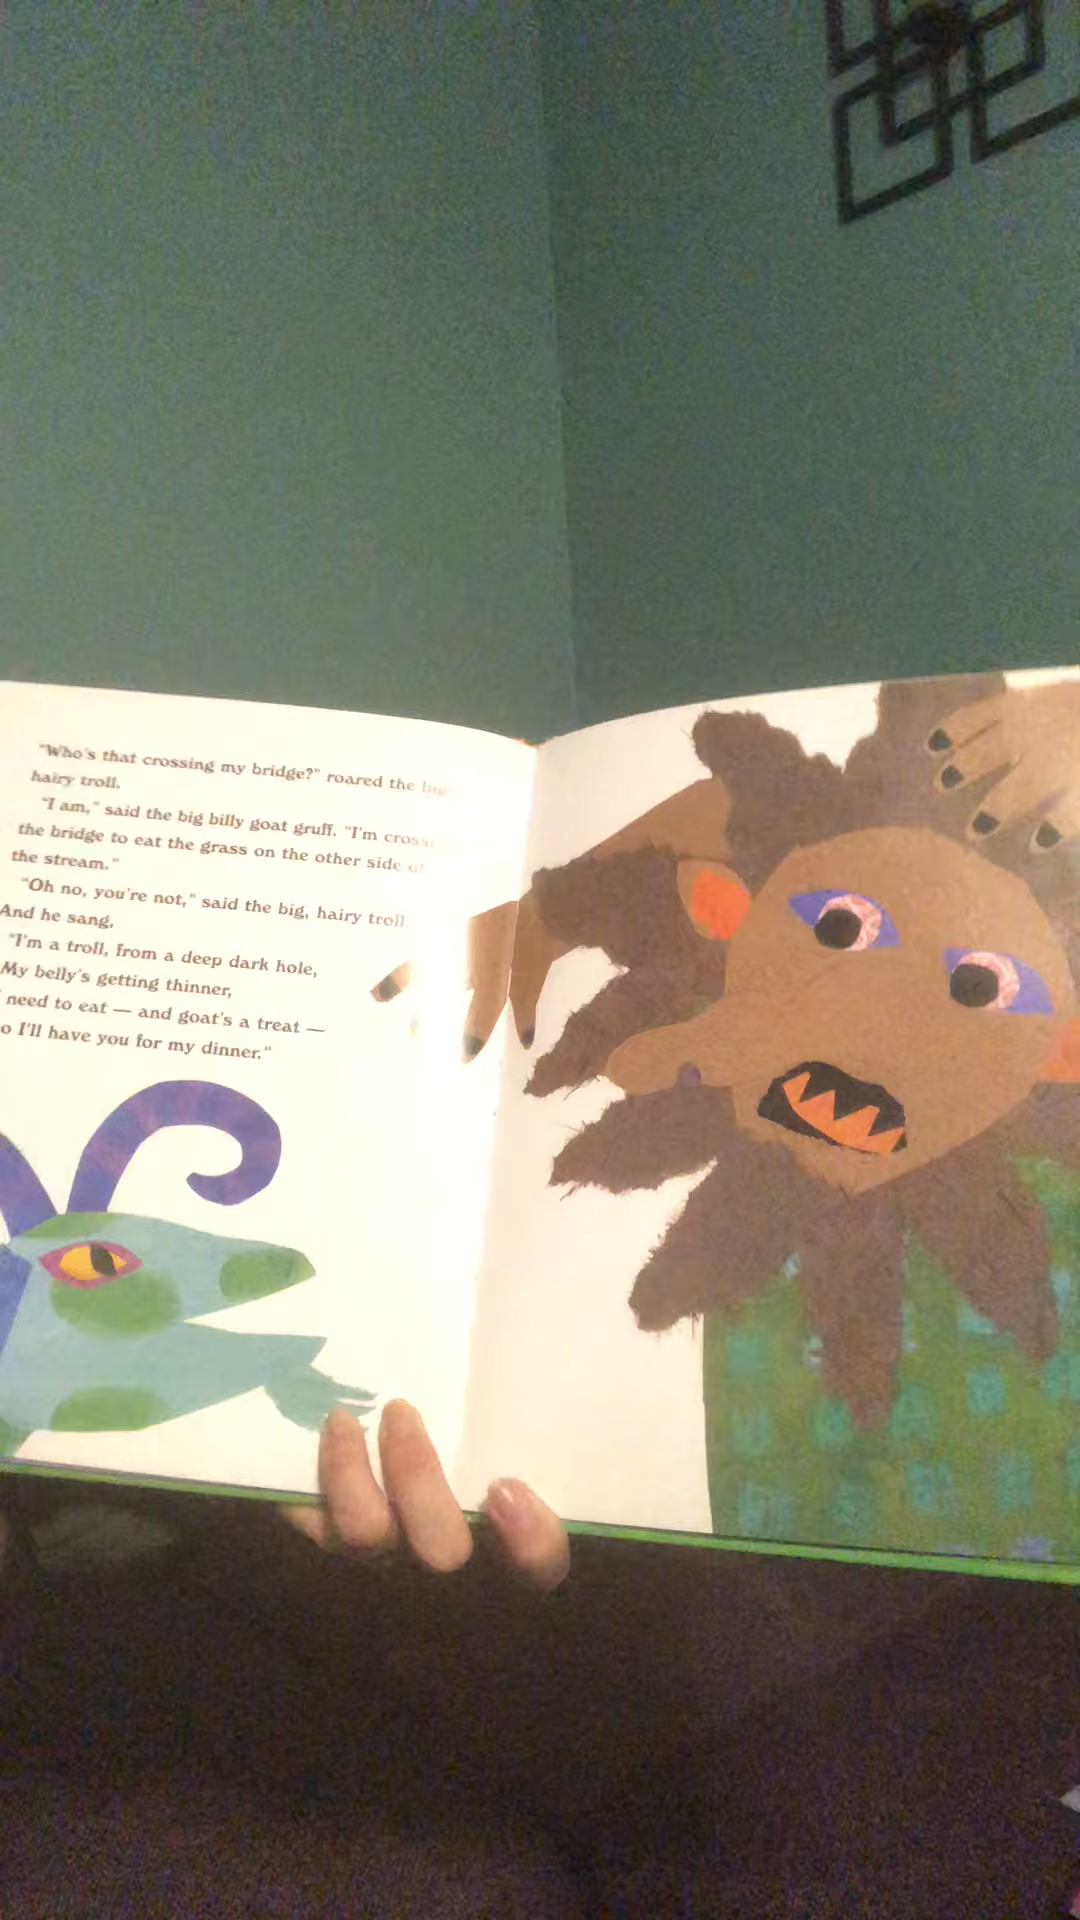 "Who's that crossing my bridge?" roared the
hairy troll.
"I am," said the big billy goat gruff. "I'm
the bridge to eat the grass on the other side of
the stream."
"Oh no, you're not," said the big, hairy troll.
And he sang,
"I'm a troll, from a deep dark hole,
My belly's getting thinner,
need to eat — and goat's a treat —
I'll have you for my dinner."